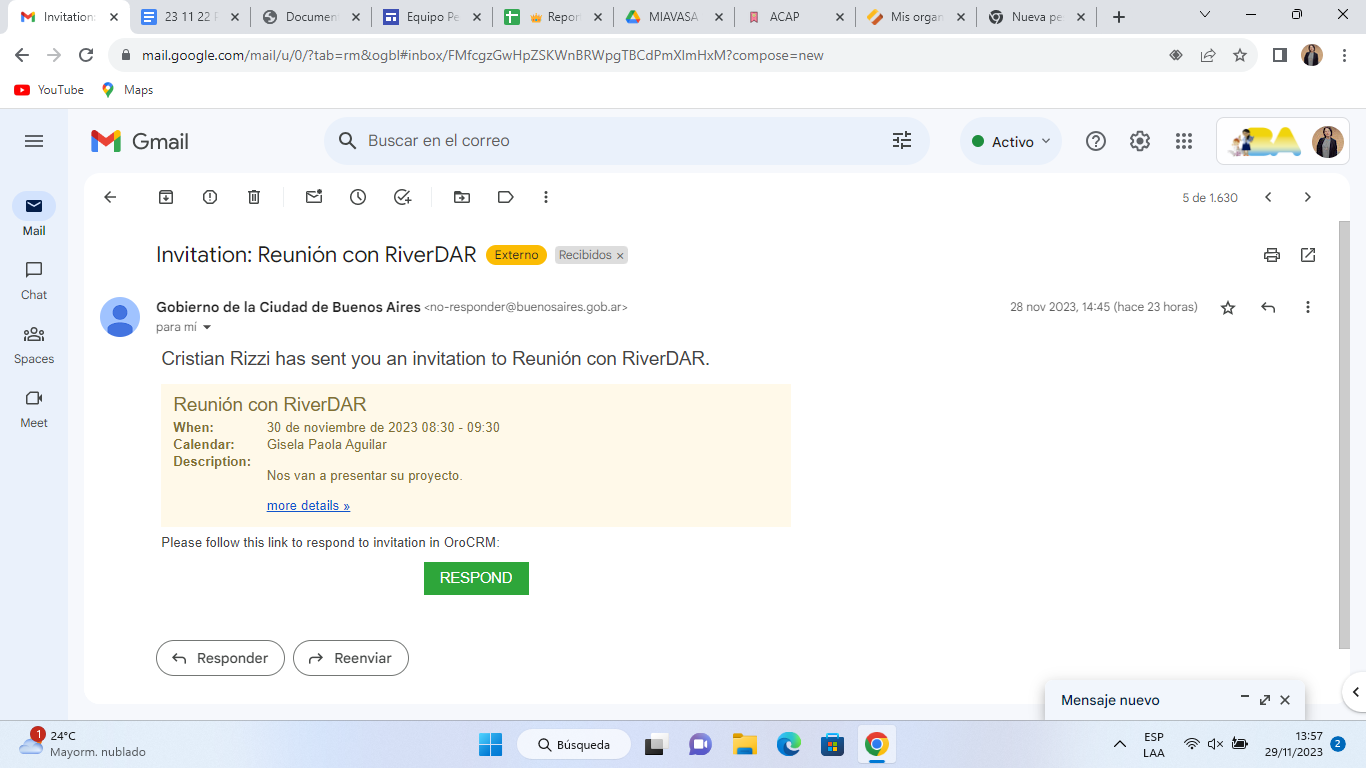 Invitation:
23 11 22 F
Document
Equipo Pe
Repor
MIAVASA
ACAP
Mis organ
Nueva pe
mail.google.com/mail/u/0/?tab=rm&ogbl#inbox/FMfcgzGwHpZSKWnBRWpgTBCdPmXlmHxM?compose=new
YouTube
Maps
Gmail
Buscar en el correo
Activo
BA
5 de 1.630
Mail
Chat
Spaces
Meet
Invitation: Reunión con RiverDAR
Externo
Recibidos ×
Gobierno de la Ciudad de Buenos Aires <no-responder@buenosaires.gob.ar>
28 nov 2023, 14:45 (hace 23 horas)
para mí
Cristian Rizzi has sent you an invitation to Reunión con RiverDAR.
Reunión con RiverDAR
When: 30 de noviembre de 2023 08:30 - 09:30
Calendar: Gisela Paola Aguilar
Description:
Nos van a presentar su proyecto.
more details »
Please follow this link to respond to invitation in OroCRM:
RESPOND
Responder
Reenviar
Mensaje nuevo
1
24°C
Mayorm. nublado
Búsqueda
ESP
LAA
13:57
29/11/2023
2